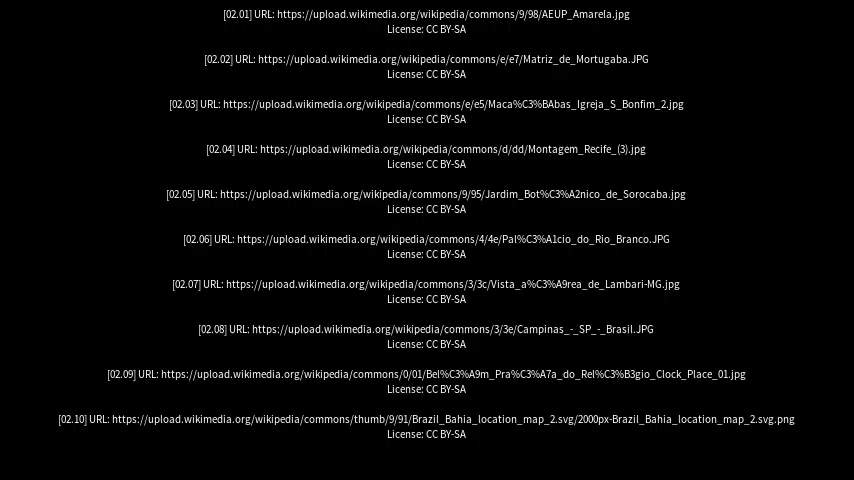 [02.01] URL: https://upload.wikimedia.org/wikipedia/commons/9/98/AEUP_Amarela.jpg
License: CC BY-SA
[02.02] URL: https://upload.wikimedia.org/wikipedia/commons/e/e7/Matriz_de_Mortugaba.JPG
License: CC BY-SA
[02.03] URL: https://upload.wikimedia.org/wikipedia/commons/e/e5/Maca%C3%BAbas_Igreja_S_Bonfim_2.jpg
License: CC BY-SA
[02.04] URL: https://upload.wikimedia.org/wikipedia/commons/d/dd/Montagem_Recife_(3).jpg
License: CC BY-SA
[02.05] URL: https://upload.wikimedia.org/wikipedia/commons/9/95/Jardim_Bot%C3%A2nico_de_Sorocaba.jpg
License: CC BY-SA
[02.06] URL: https://upload.wikimedia.org/wikipedia/commons/4/4e/Pal%C3%A1cio_do_Rio_Branco.JPG
License: CC BY-SA
[02.07] URL: https://upload.wikimedia.org/wikipedia/commons/3/3c/Vista_a%C3%A9rea_de_Lambari-MG.jpg
License: CC BY-SA
[02.08] URL: https://upload.wikimedia.org/wikipedia/commons/3/3e/Campinas_-_SP_-_Brasil.JPG
License: CC BY-SA
[02.09] URL: https://upload.wikimedia.org/wikipedia/commons/0/01/Bel%C3%A9m_Pra%C3%A7a_do_Rel%C3%B3gio_Clock_Place_01.jpg
License: CC BY-SA
[02.10] URL: https://upload.wikimedia.org/wikipedia/commons/thumb/9/91/Brazil_Bahia_location_map_2.svg/2000px-Brazil_Bahia_location_map_2.svg.png
License: CC BY-SA